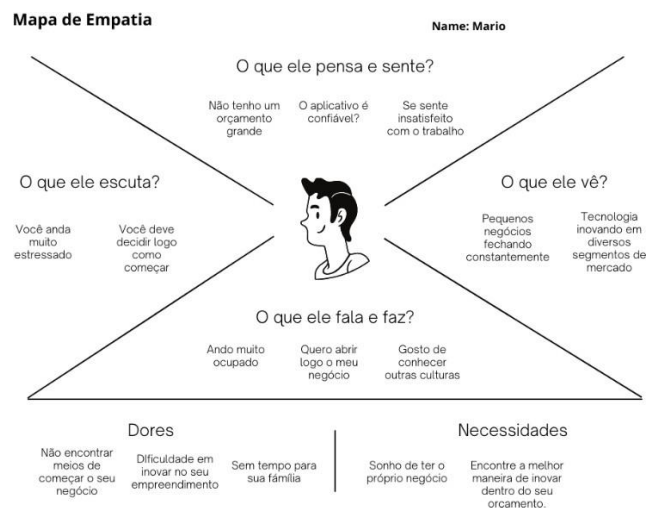 Mapa de Empatia
Name: Mario
O que ele pensa e sente?
Não tenho um
orçamento
grande
O aplicativo é
confiável?
Se sente
insatisfeito
com o trabalho
O que ele escuta?
Você anda
muito
estressado
Você deve
decidir logo
como
começar
O que ele vê?
Pequenos
negócios
fechando
constantemente
Tecnologia
inovando em
diversos
segmentos de
mercado
O que ele fala e faz?
Ando muito
ocupado
Quero abrir
logo o meu
negócio
Gosto de
conhecer
outras culturas
Dores
Não encontrar
meios de
começar o seu
negócio
DIficuldade em
inovar no seu
empreendimento
Sem tempo para
sua família
Necessidades
Sonho de ter o
próprio negócio
Encontre a melhor
maneira de inovar
dentro do seu
orcamento.